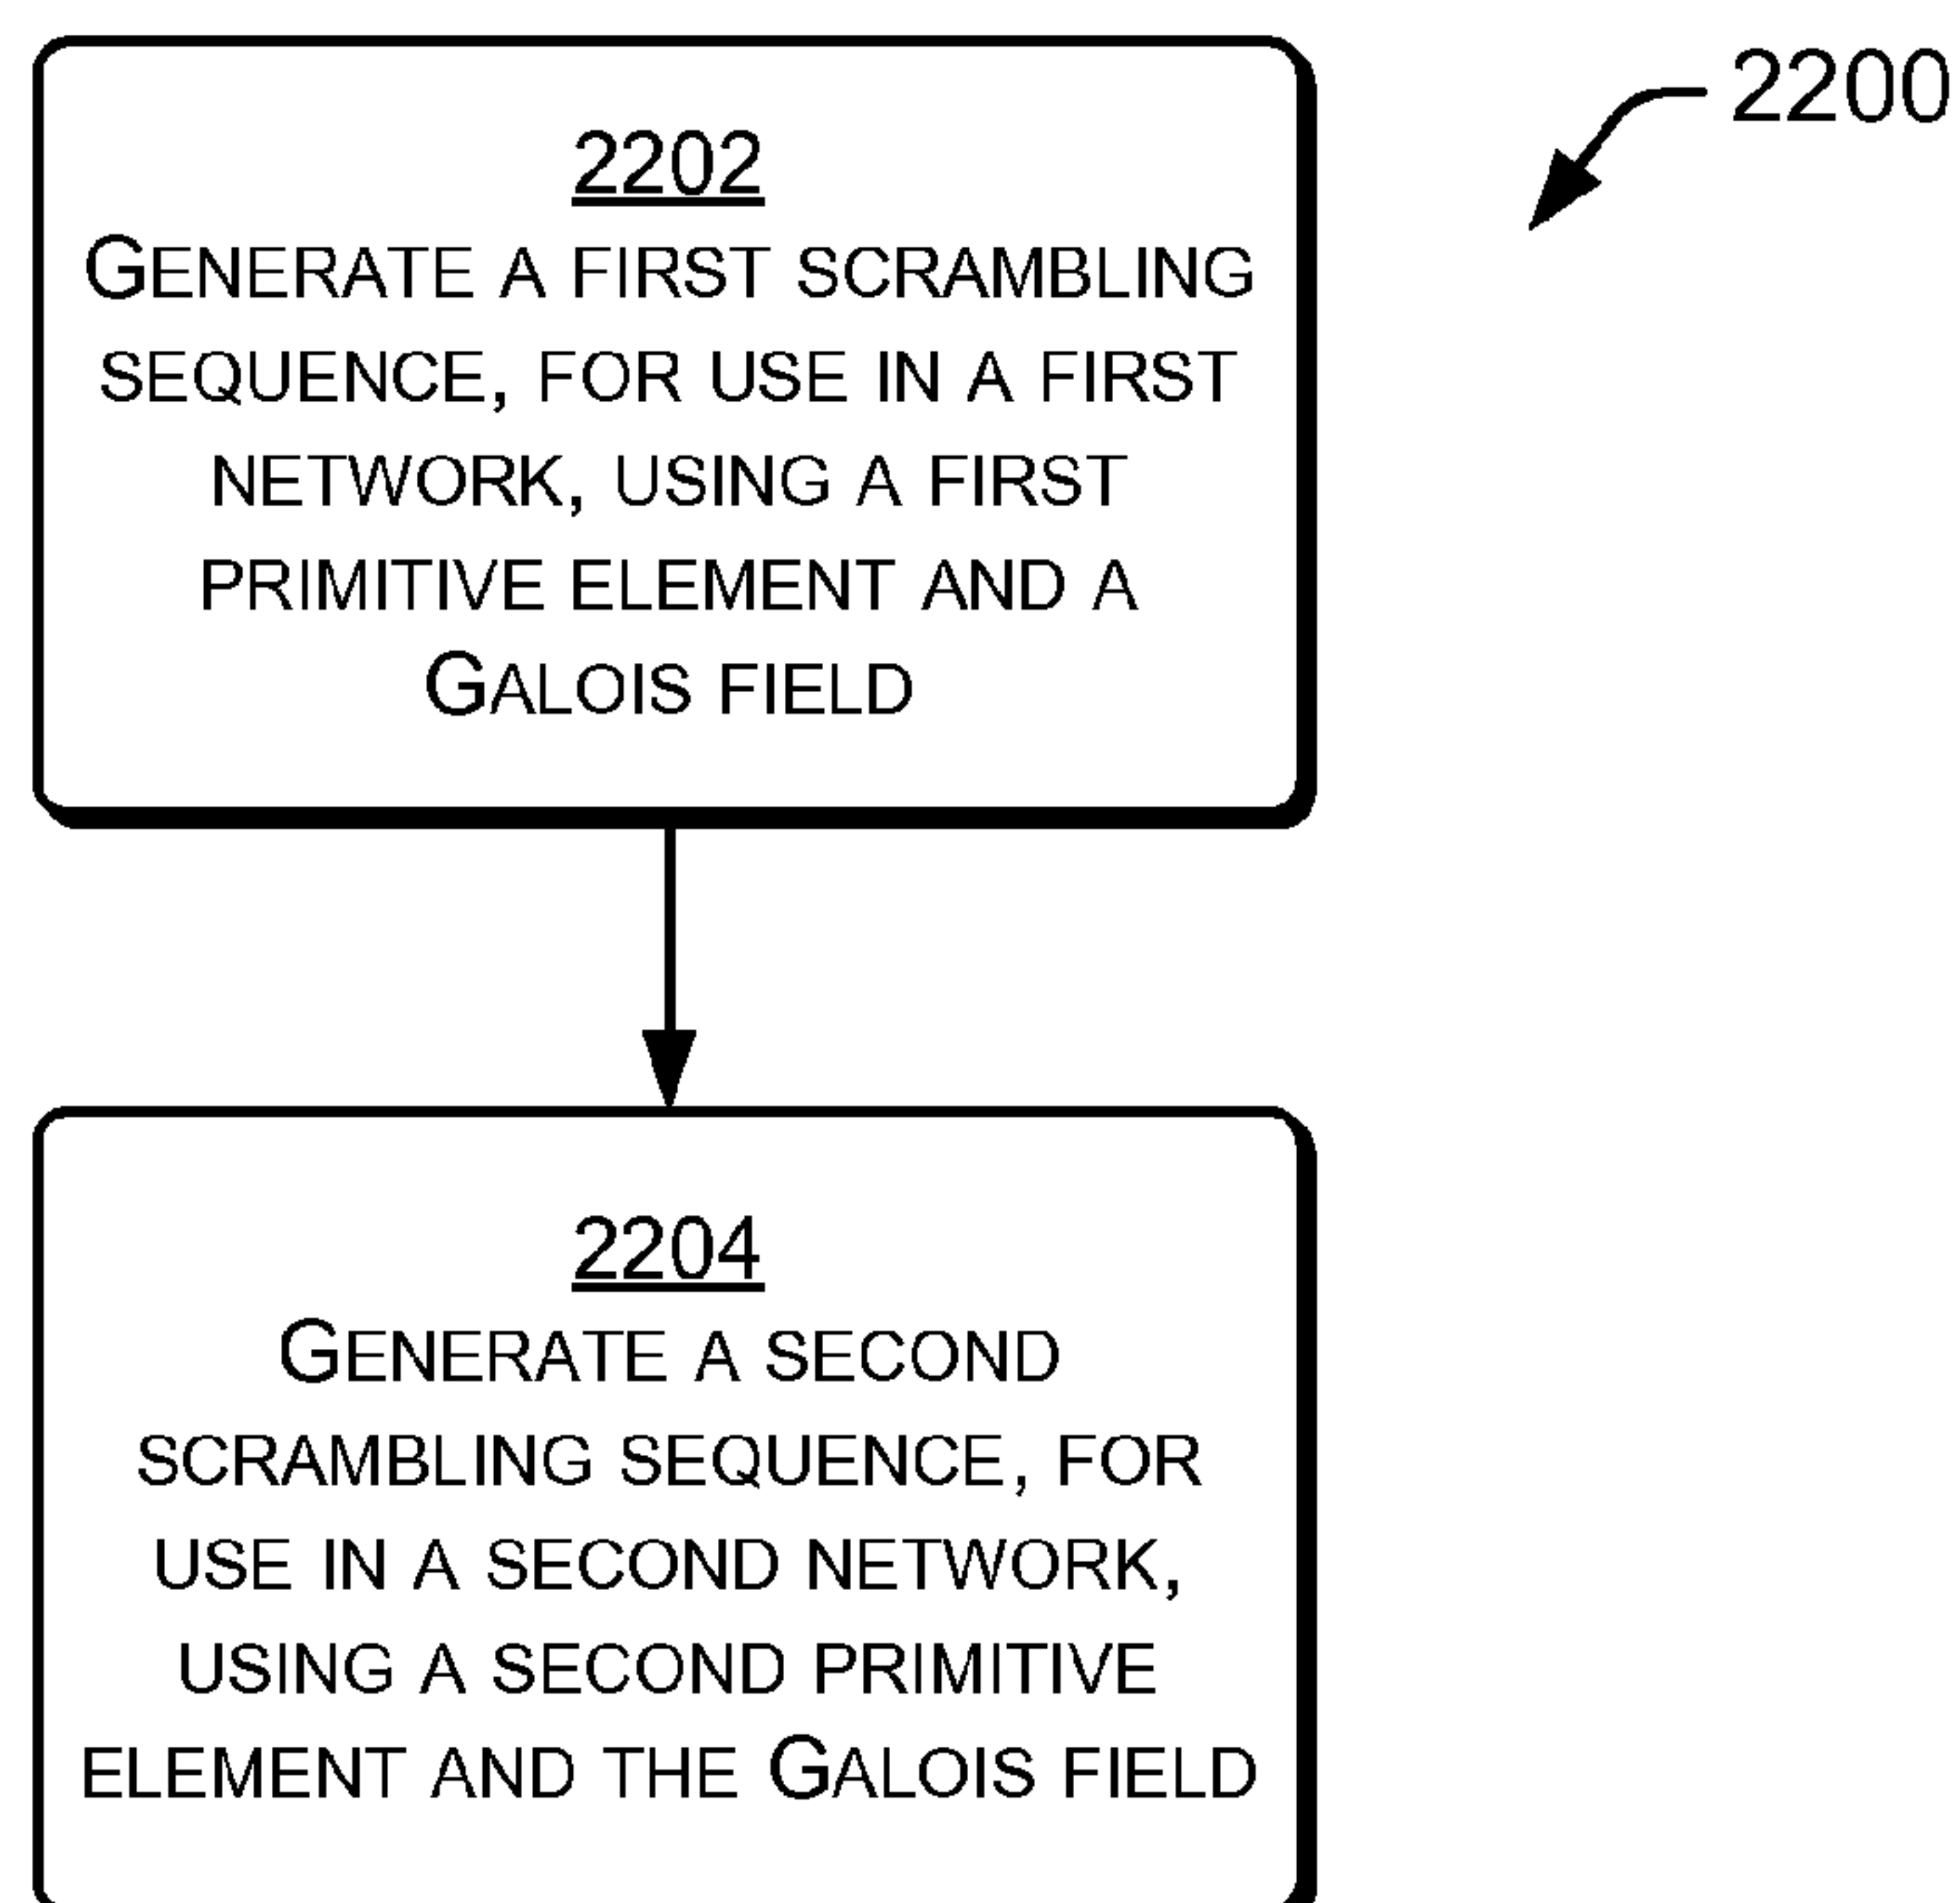 2200
2202
GENERATE A FIRST SCRAMBLING
SEQUENCE, FOR USE IN A FIRST
NETWORK, USING A FIRST
PRIMITIVE ELEMENT AND A
GALOIS FIELD
2204
GENERATE A SECOND
SCRAMBLING SEQUENCE, FOR
USE IN A SECOND NETWORK,
USING A SECOND PRIMITIVE
ELEMENT AND THE GALOIS FIELD